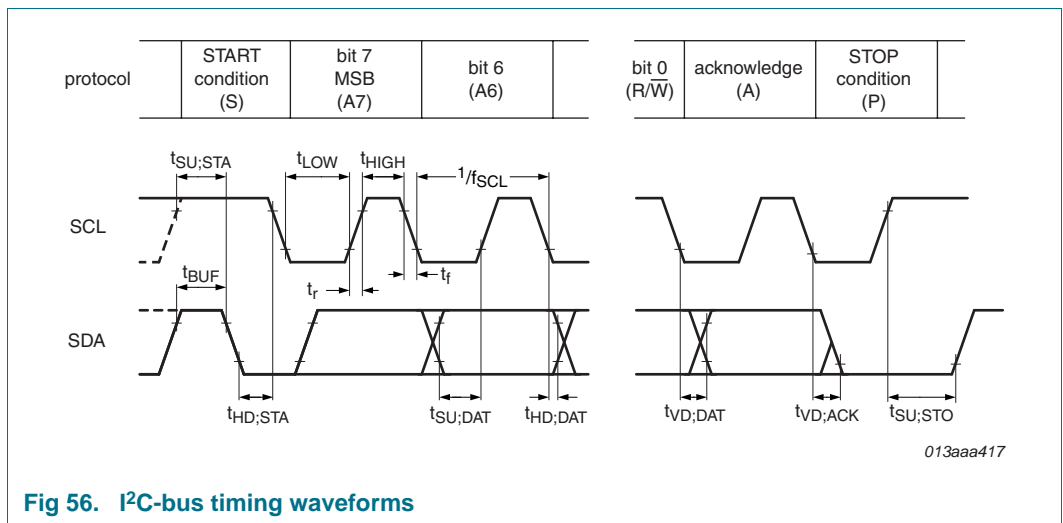 protocol
START
condition
(S)
bit 7
MSB
(A7)
bit 6
(A6)
bit 0
(R/W̅)
acknowledge
(A)
STOP
condition
(P)
tSU;STA
tLOW
tHIGH
1/fSCL
SCL
tBUF
tr
tf
SDA
tHD;STA
tSU;DAT
tHD;DAT
tVD;DAT
tVD;ACK
tSU;STO
013aaa417
Fig 56. I²C-bus timing waveforms